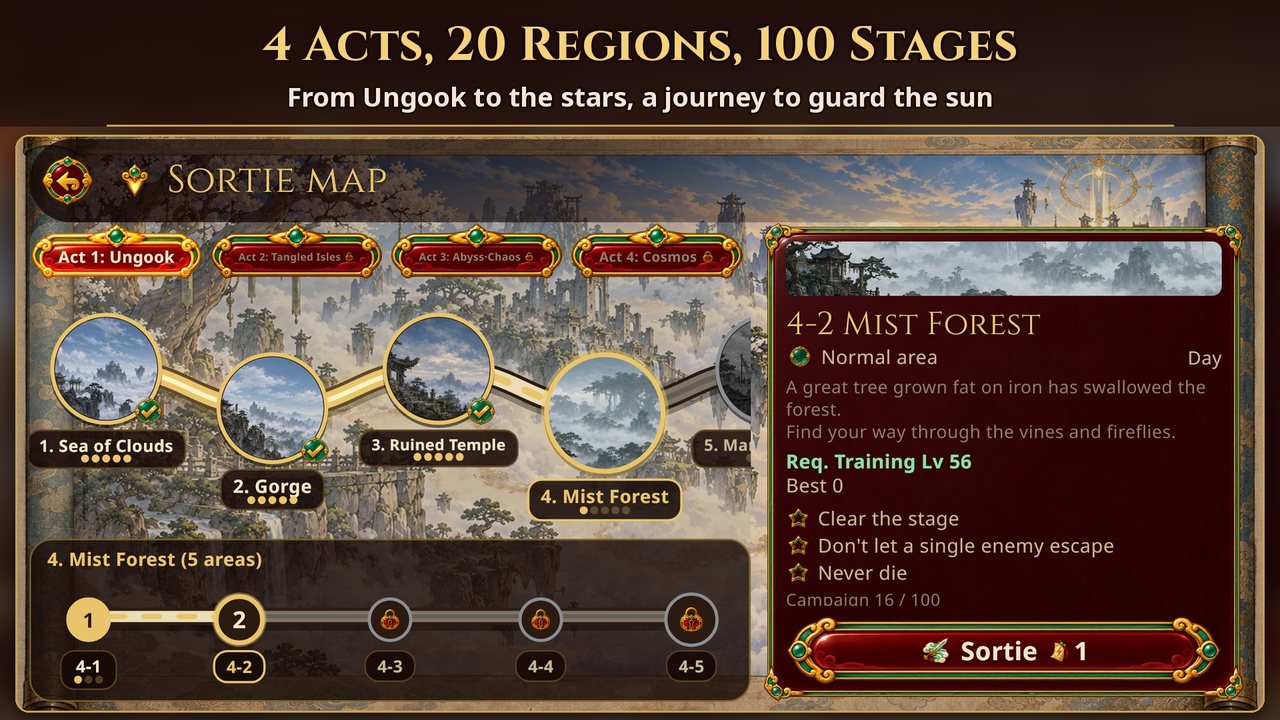 4 Acts, 20 Regions, 100 Stages
From Ungook to the stars, a journey to guard the sun
Sortie map
Act 1: Ungook
Act 2: Tangled Isles
Act 3: Abyss·Chaos
Act 4: Cosmos
1. Sea of Clouds
2. Gorge
3. Ruined Temple
4. Mist Forest
5. Ma
4. Mist Forest (5 areas)
1
2
4-1
4-2
4-3
4-4
4-5
4-2 Mist Forest
Normal area
Day
A great tree grown fat on iron has swallowed the
forest.
Find your way through the vines and fireflies.
Req. Training Lv 56
Best 0
Clear the stage
Don't let a single enemy escape
Never die
Campaign 16 / 100
Sortie 1